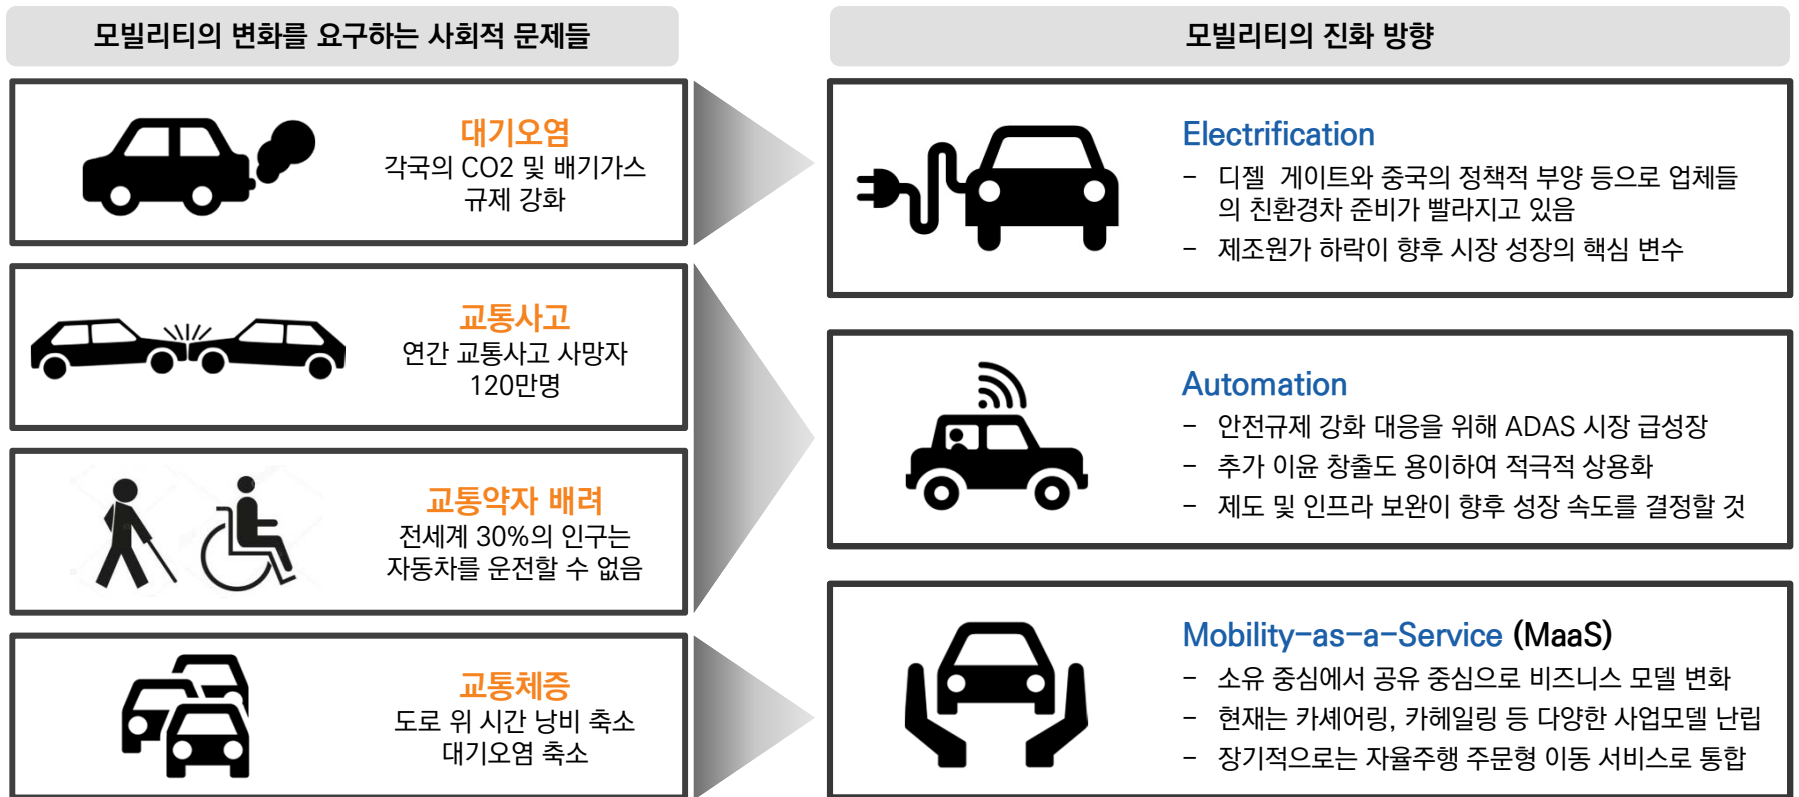 모빌리티의 변화를 요구하는 사회적 문제들
대기오염
각국의 CO2 및 배기가스
규제 강화
교통사고
연간 교통사고 사망자
120만명
교통약자 배려
전세계 30%의 인구는
자동차를 운전할 수 없음
교통체증
도로 위 시간 낭비 축소
대기오염 축소
모빌리티의 진화 방향
Electrification
- 디젤 게이트와 중국의 정책적 부양 등으로 업체들
의 친환경차 준비가 빨라지고 있음
- 제조원가 하락이 향후 시장 성장의 핵심 변수
Automation
- 안전규제 강화 대응을 위해 ADAS 시장 급성장
- 추가 이윤 창출도 용이하여 적극적 상용화
- 제도 및 인프라 보완이 향후 성장 속도를 결정할 것
Mobility-as-a-Service (MaaS)
- 소유 중심에서 공유 중심으로 비즈니스 모델 변화
- 현재는 카셰어링, 카헤일링 등 다양한 사업모델 난립
- 장기적으로는 자율주행 주문형 이동 서비스로 통합